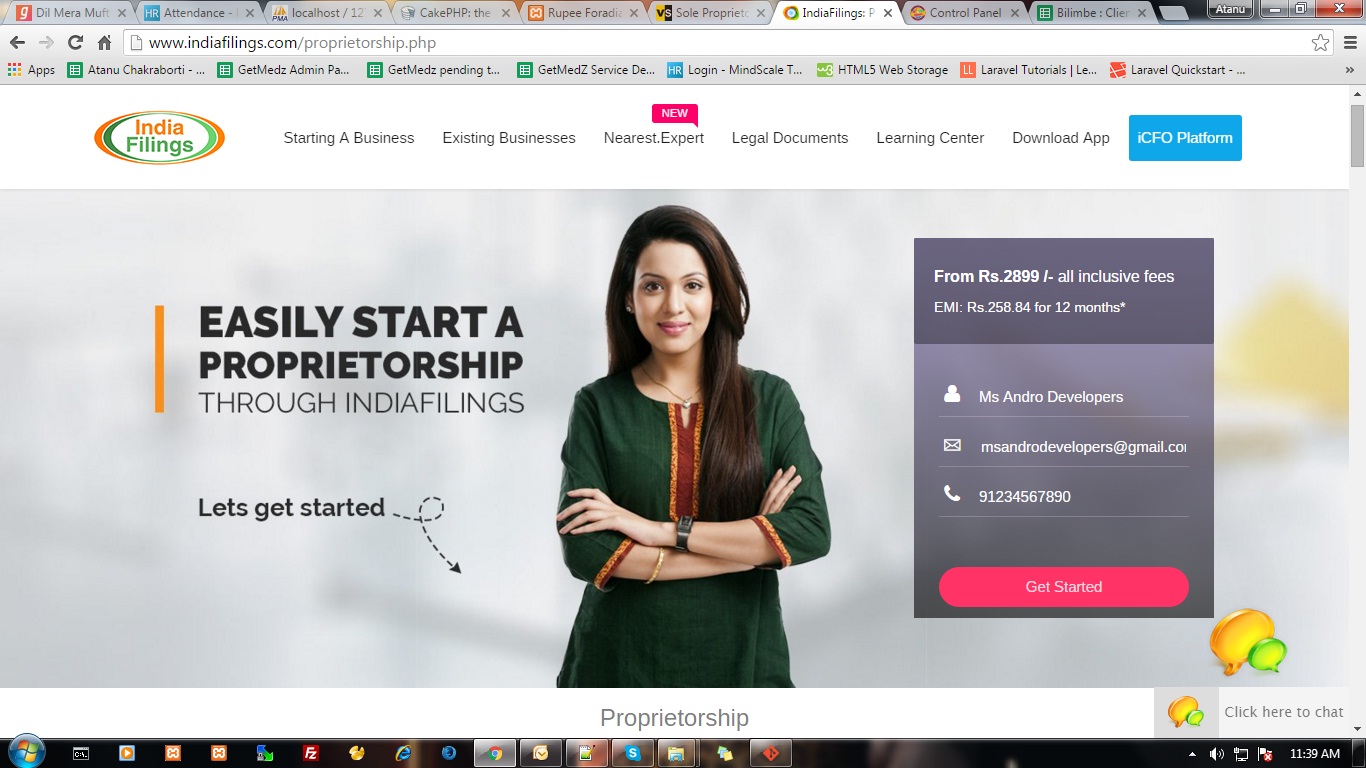 Dil Mera Muft
Attendance -
localhost / 127
CakePHP: the
Rupee Foradia
Sole Proprieto
IndiaFilings: P
Control Panel
Bilimbe : Clien
Atanu
www.indiafilings.com/proprietorship.php
Apps
Atanu Chakraborti - ...
GetMedz Admin Pa...
GetMedz pending t...
GetMedZ Service De...
HR Login - MindScale T...
HTML5 Web Storage
LL Laravel Tutorials | Le...
Laravel Quickstart - ...
India
Filings
Starting A Business
Existing Businesses
NEW
Nearest.Expert
Legal Documents
Learning Center
Download App
iCFO Platform
EASILY START A
PROPRIETORSHIP
THROUGH INDIAFILINGS
Lets get started
From Rs.2899 /- all inclusive fees
EMI: Rs.258.84 for 12 months*
Ms Andro Developers
msandrodevelopers@gmail.co
91234567890
Get Started
Proprietorship
Click here to chat
11:39 AM